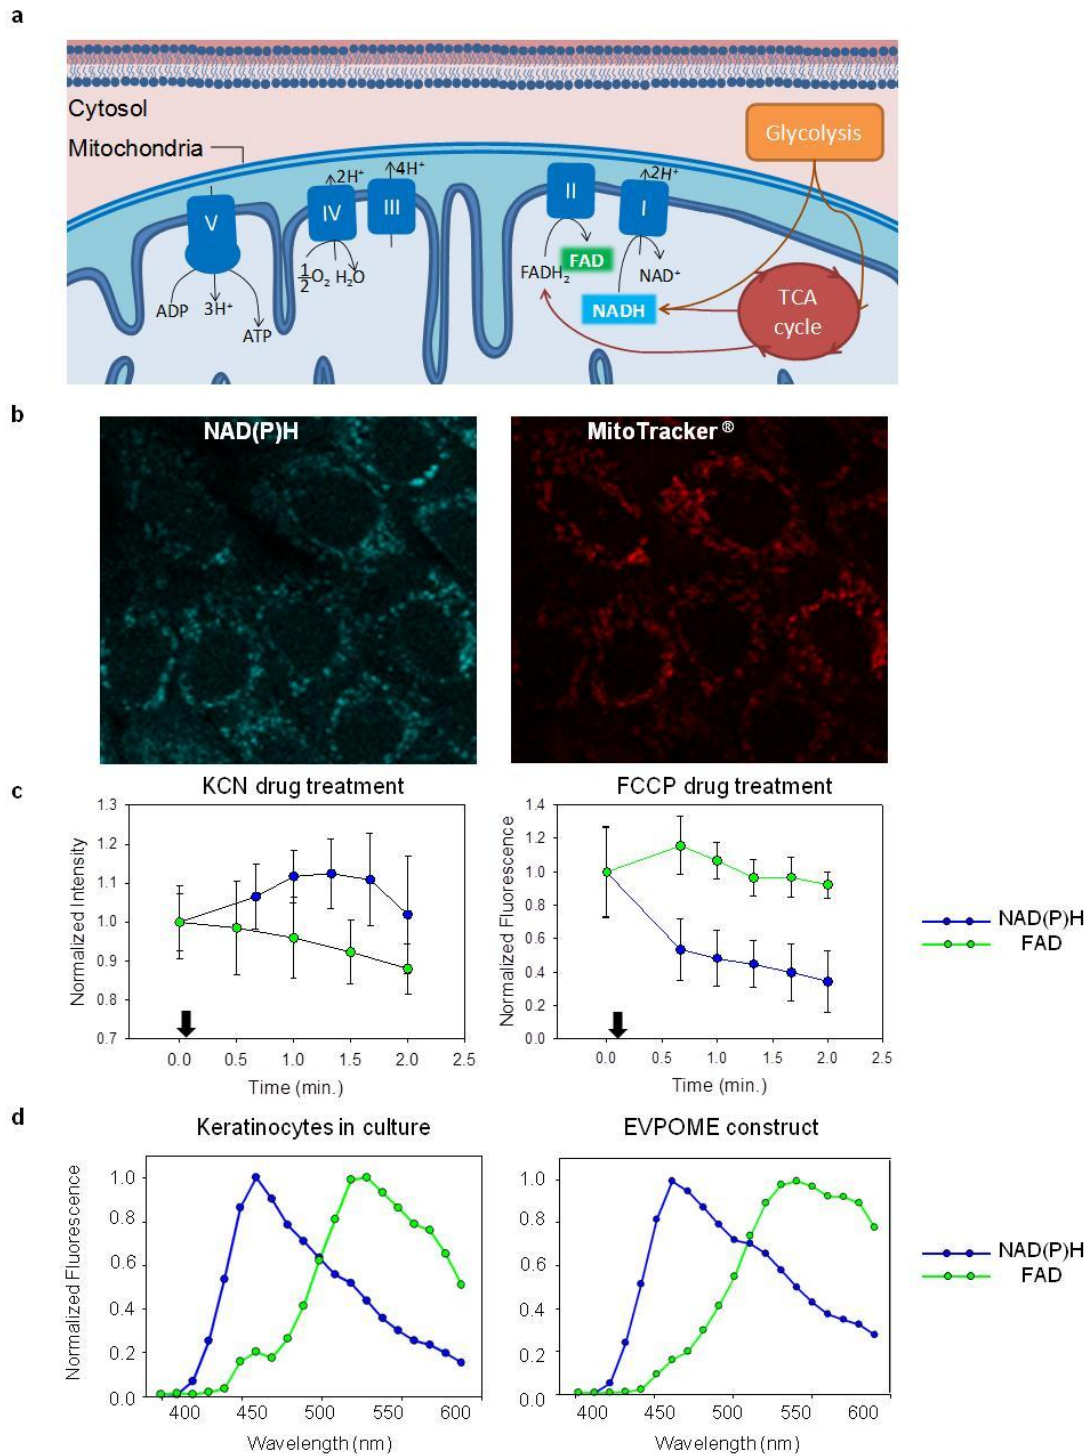 a
Cytosol
Mitochondria
Glycolysis
V
2H⁺
IV
4H⁺
III
II
2H⁺
I
ADP
3H⁺
ATP
½O₂ H₂O
FADH₂
FAD
NAD⁺
NADH
TCA
cycle
b
NAD(P)H
MitoTracker ®
c
KCN drug treatment
Normalized Intensity
1.3
1.2
1.1
1.0
0.9
0.8
0.7
0.0 0.5 1.0 1.5 2.0 2.5
Time (min.)
FCCP drug treatment
Normalized Fluorescence
1.4
1.2
1.0
0.8
0.6
0.4
0.2
0.0
0.0 0.5 1.0 1.5 2.0 2.5
Time (min.)
NAD(P)H
FAD
d
Keratinocytes in culture
Normalized Fluorescence
1.0
0.8
0.6
0.4
0.2
0.0
400 450 500 550 600
Wavelength (nm)
EVPOME construct
1.0
0.8
0.6
0.4
0.2
0.0
400 450 500 550 600
Wavelength (nm)
NAD(P)H
FAD